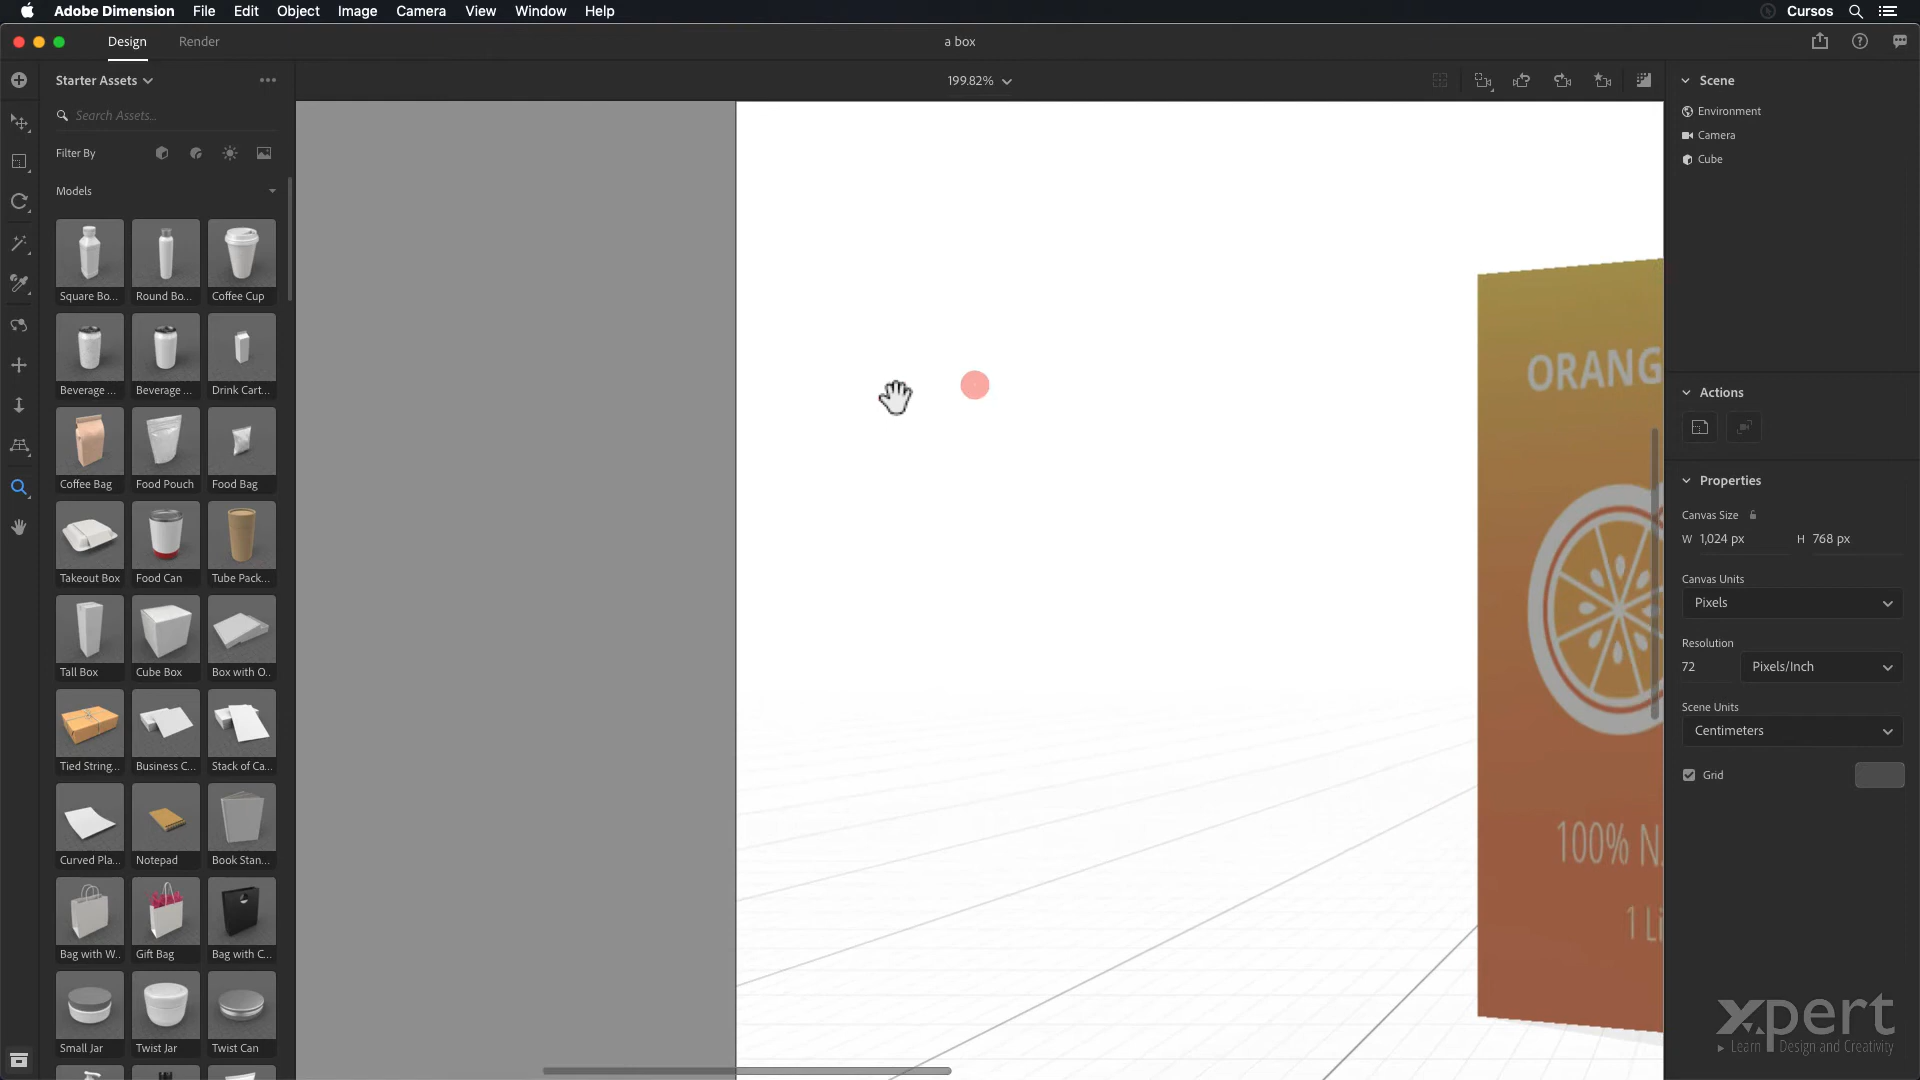 Adobe Dimension File Edit Object Image Camera View Window Help Cursos
Design Render a box
Starter Assets 199.82% Scene
Search Assets...
Environment
Camera
Filter By
Cube
Models
Square Bo... Round Bo... Coffee Cup
ORANG
Beverage ... Beverage ... Drink Cart...
Actions
Coffee Bag Food Pouch Food Bag
Properties
Canvas Size
W 1,024 px H 768 px
Takeout Box Food Can Tube Pack...
Canvas Units
Pixels
Resolution
72 Pixels/Inch
Tall Box Cube Box Box with O..
Scene Units
Centimeters
Tied String... Business C... Stack of Ca...
Grid
100% N
Curved Pla... Notepad Book Stan...
1 Li
Bag with W.. Gift Bag Bag with C...
xpert
Learn Design and Creativity
Small Jar Twist Jar Twist Can